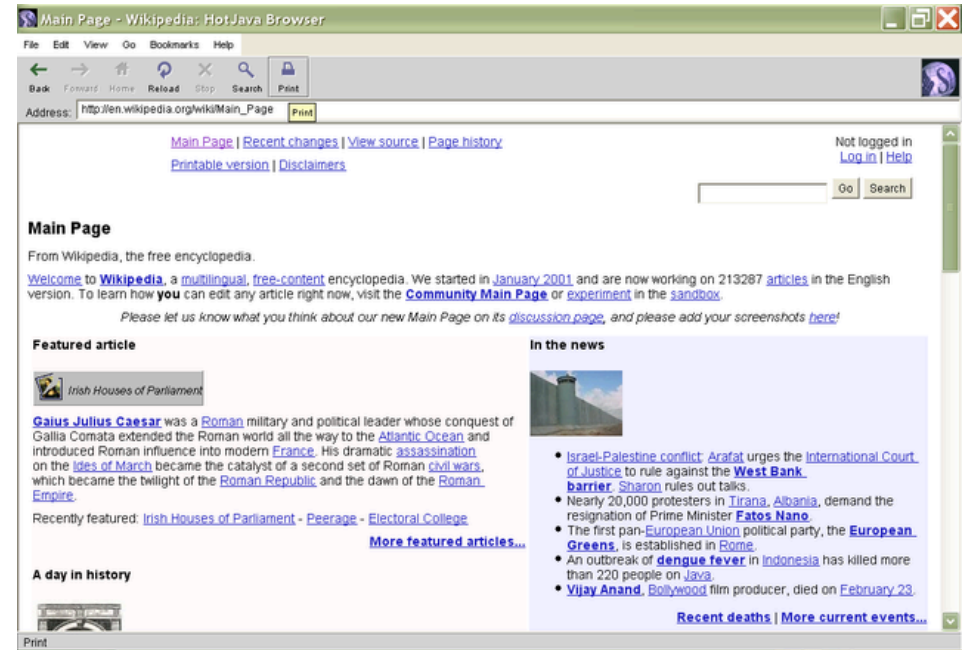 Main Page - Wikipedia: HotJava Browser
File Edit View Go Bookmarks Help
Back Forward Home Reload Stop Search Print
Address: http://en.wikipedia.org/wiki/Main_Page
Print
Main Page | Recent changes | View source | Page history
Printable version | Disclaimers
Not logged in
Log in | Help
Go Search
Main Page
From Wikipedia, the free encyclopedia.
Welcome to Wikipedia, a multilingual, free-content encyclopedia. We started in January 2001 and are now working on 213287 articles in the English
version. To learn how you can edit any article right now, visit the Community Main Page or experiment in the sandbox.
Please let us know what you think about our new Main Page on its discussion page, and please add your screenshots here!
Featured article
Irish Houses of Parliament
Gaius Julius Caesar was a Roman military and political leader whose conquest of
Gallia Comata extended the Roman world all the way to the Atlantic Ocean and
introduced Roman influence into modern France. His dramatic assassination
on the Ides of March became the catalyst of a second set of Roman civil wars,
which became the twilight of the Roman Republic and the dawn of the Roman
Empire.
Recently featured: Irish Houses of Parliament - Peerage - Electoral College
More featured articles...
A day in history
In the news
Israel-Palestine conflict: Arafat urges the International Court
of Justice to rule against the West Bank
barrier. Sharon rules out talks.
Nearly 20,000 protesters in Tirana, Albania, demand the
resignation of Prime Minister Fatos Nano.
The first pan-European Union political party, the European
Greens, is established in Rome.
An outbreak of dengue fever in Indonesia has killed more
than 220 people on Java.
Vijay Anand, Bollywood film producer, died on February 23.
Recent deaths | More current events...
Print